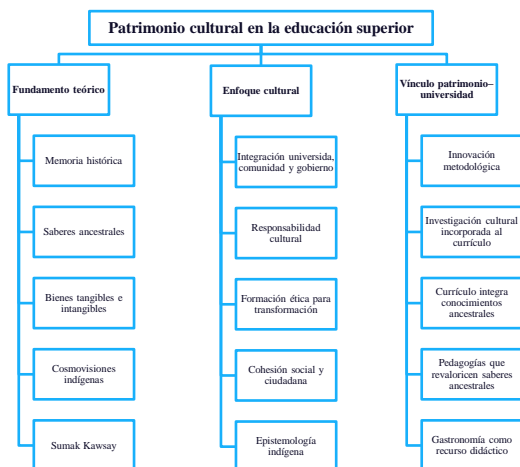 Patrimonio cultural en la educación superior
Fundamento teórico
Memoria histórica
Saberes ancestrales
Bienes tangibles e
intangibles
Cosmovisiones
indígenas
Sumak Kawsay
Enfoque cultural
Integración universida,
comunidad y gobierno
Responsabilidad
cultural
Formación ética para
transformación
Cohesión social y
ciudadana
Epistemología
indígena
Vínculo patrimonio–
universidad
Innovación
metodológica
Investigación cultural
incorporada al
currículo
Currículo integra
conocimientos
ancestrales
Pedagogías que
revaloricen saberes
ancestrales
Gastronomía como
recurso didáctico